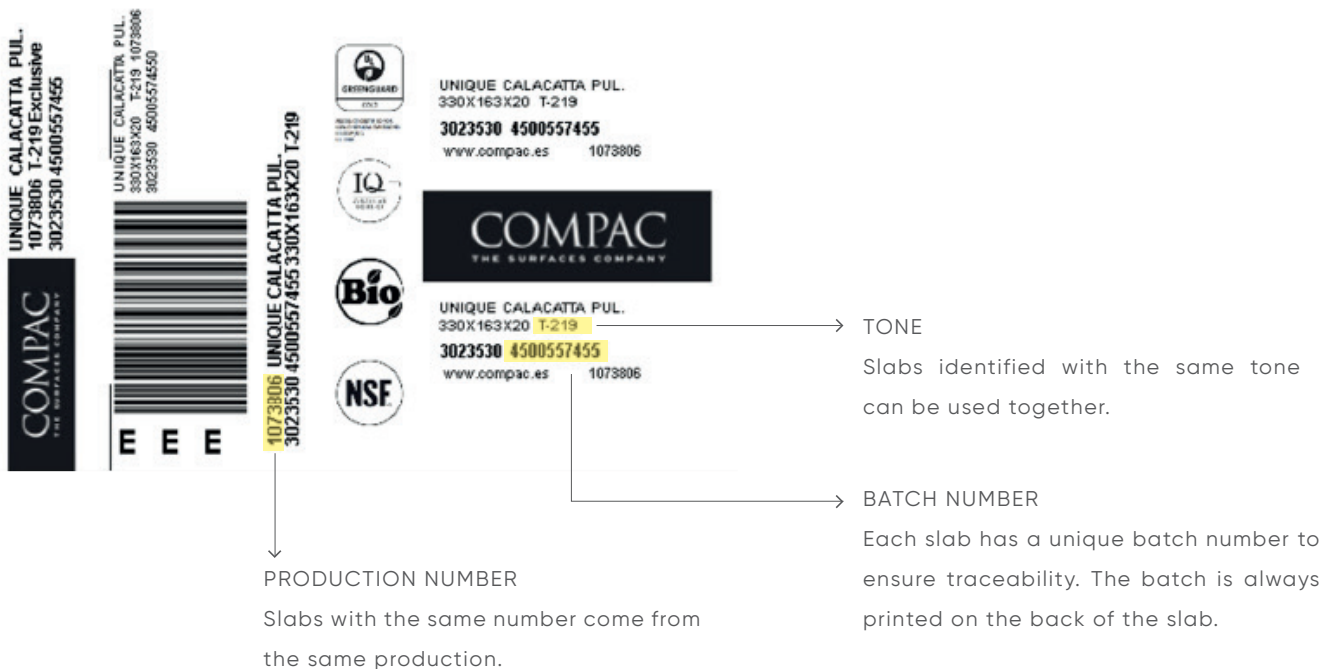 UNIQUE CALACATTA PUL.
1073806 T-219 Exclusive
3023530 4500557455
COMPAC
THE SURFACES COMPANY
UNIQUE CALACATTA PUL.
330X163X20 T-219 1073806
3023530 4500557455
E E E
1073806 UNIQUE CALACATTA PUL.
3023530 4500557455 330X163X20 T-219
GREENGUARD
GOLD
IQ
Bio
NSF
UNIQUE CALACATTA PUL.
330X163X20 T-219
3023530 4500557455
www.compac.es 1073806
COMPAC
THE SURFACES COMPANY
UNIQUE CALACATTA PUL.
330X163X20 T-219
3023530 4500557455
www.compac.es 1073806
TONE
Slabs identified with the same tone
can be used together.
BATCH NUMBER
Each slab has a unique batch number to
ensure traceability. The batch is always
printed on the back of the slab.
PRODUCTION NUMBER
Slabs with the same number come from
the same production.